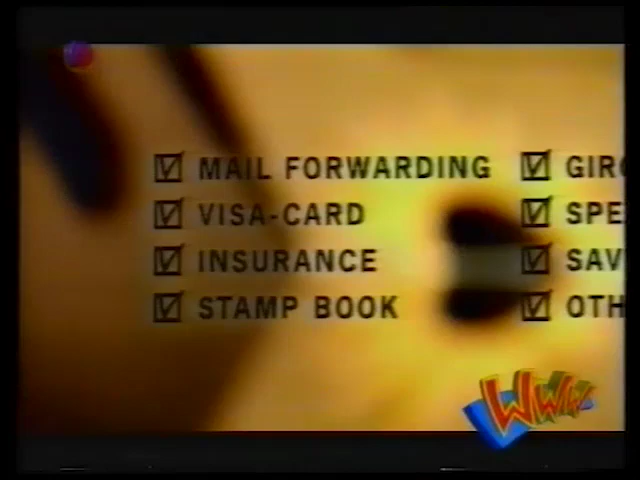 MAIL FORWARDING
VISA-CARD
INSURANCE
STAMP BOOK
GIR
SPE
SAV
OTH
WWW